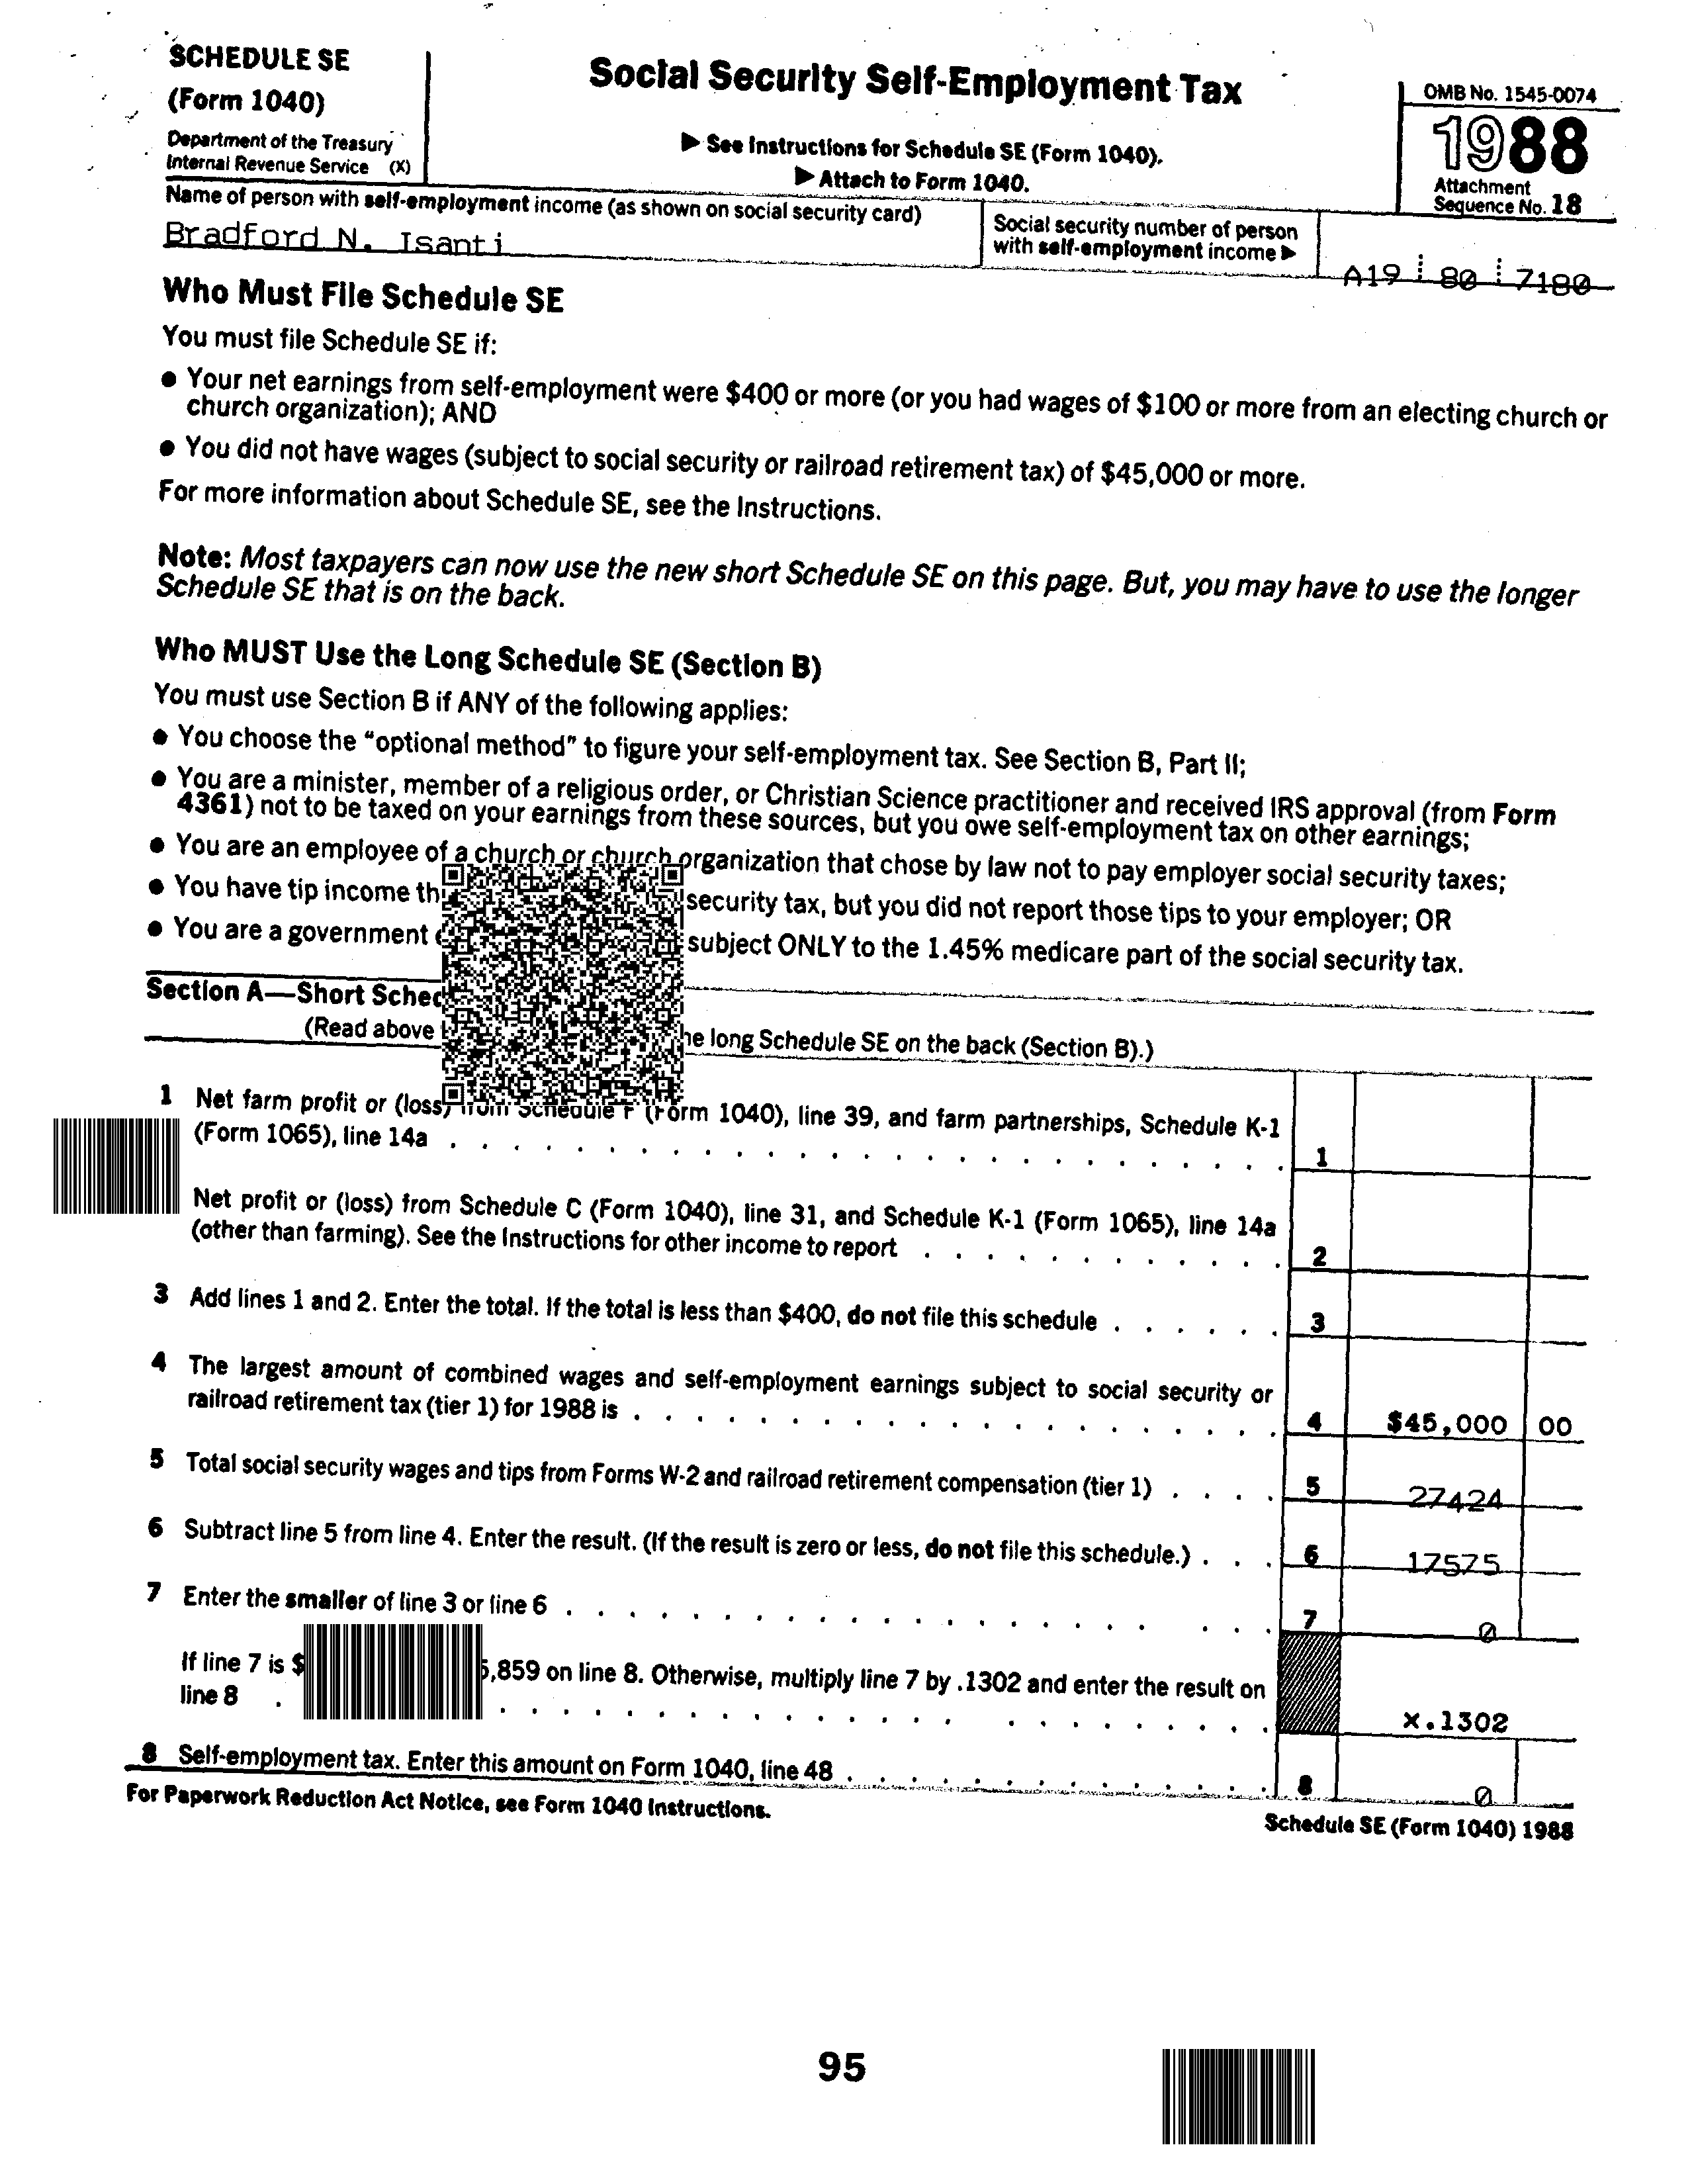 SCHEDULE SE
(Form 1040)
Department of the Treasury
Internal Revenue Service (X)
Social Security Self-Employment Tax
▶ See Instructions for Schedule SE (Form 1040).
▶ Attach to Form 1040.
OMB No. 1545-0074
1988
Attachment
Sequence No. 18
Name of person with self-employment income (as shown on social security card)
Bradford N. Isanti
Social security number of person
with self-employment income ▶
A19 80 7180
Who Must File Schedule SE
You must file Schedule SE if:
● Your net earnings from self-employment were $400 or more (or you had wages of $100 or more from an electing church or
church organization); AND
● You did not have wages (subject to social security or railroad retirement tax) of $45,000 or more.
For more information about Schedule SE, see the Instructions.
Note: Most taxpayers can now use the new short Schedule SE on this page. But, you may have to use the longer
Schedule SE that is on the back.
Who MUST Use the Long Schedule SE (Section B)
You must use Section B if ANY of the following applies:
● You choose the "optional method" to figure your self-employment tax. See Section B, Part II;
● You are a minister, member of a religious order, or Christian Science practitioner and received IRS approval (from Form
4361) not to be taxed on your earnings from these sources, but you owe self-employment tax on other earnings;
● You are an employee of a church or church organization that chose by law not to pay employer social security taxes;
● You have tip income security tax, but you did not report those tips to your employer; OR
● You are a government subject ONLY to the 1.45% medicare part of the social security tax.
Section A—Short
(Read above long Schedule SE on the back (Section B).)
1 Net farm profit or (loss) from Schedule F (Form 1040), line 39, and farm partnerships, Schedule K-1
(Form 1065), line 14a 1
Net profit or (loss) from Schedule C (Form 1040), line 31, and Schedule K-1 (Form 1065), line 14a
(other than farming). See the Instructions for other income to report 2
3 Add lines 1 and 2. Enter the total. If the total is less than $400, do not file this schedule 3
4 The largest amount of combined wages and self-employment earnings subject to social security or
railroad retirement tax (tier 1) for 1988 is 4 $45,000 00
5 Total social security wages and tips from Forms W-2 and railroad retirement compensation (tier 1) 5 27424
6 Subtract line 5 from line 4. Enter the result. (If the result is zero or less, do not file this schedule.) 6 17575
7 Enter the smaller of line 3 or line 6 7 0
If line 7 is $ 5,859 on line 8. Otherwise, multiply line 7 by .1302 and enter the result on
line 8 x.1302
8 Self-employment tax. Enter this amount on Form 1040, line 48 8 0
For Paperwork Reduction Act Notice, see Form 1040 Instructions.
Schedule SE (Form 1040) 1988
95